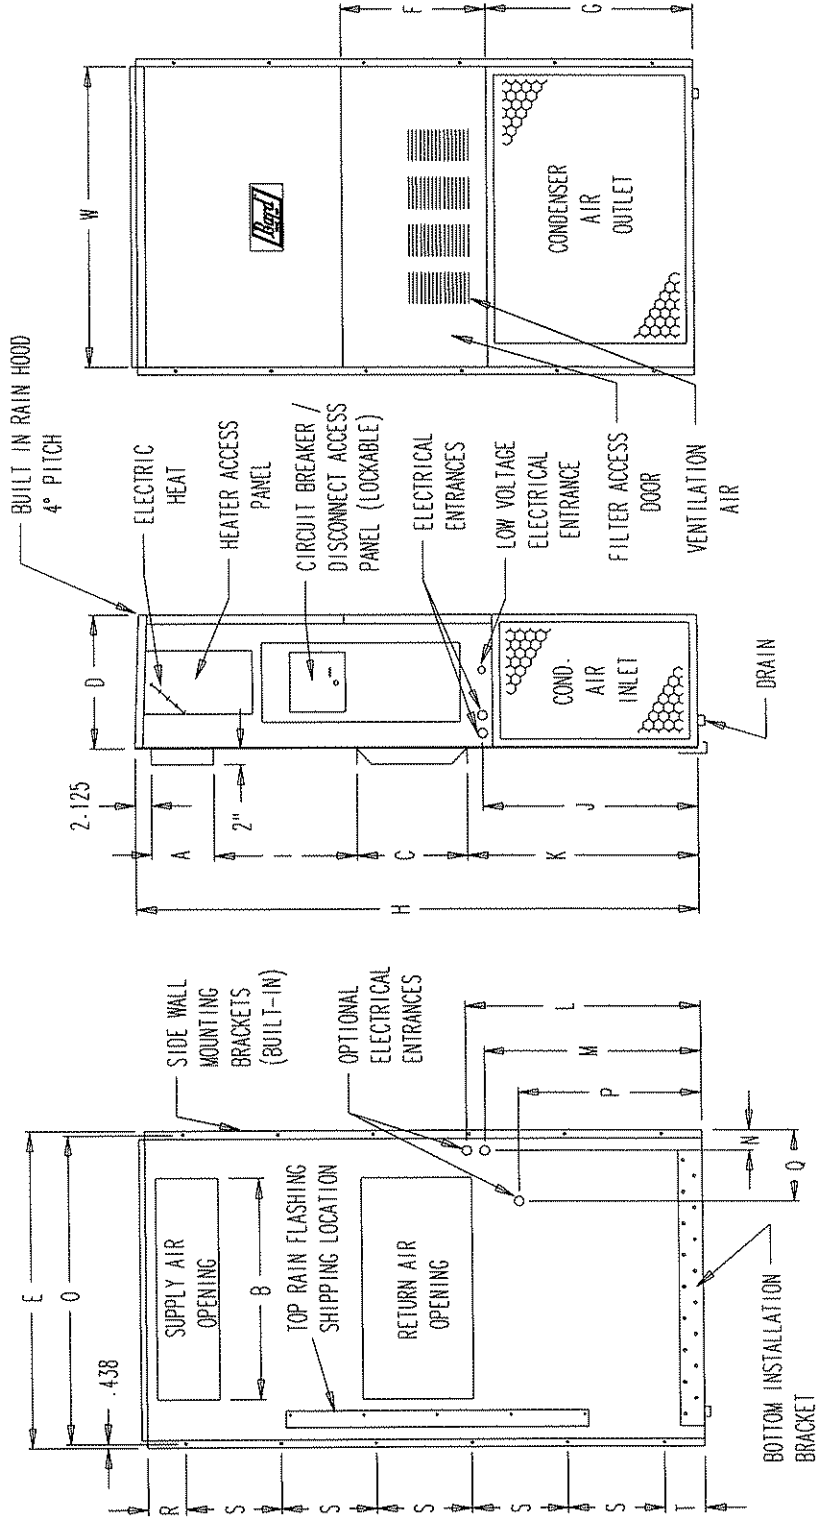 E
O
.438
SUPPLY AIR
OPENING
B
TOP RAIN FLASHING
SHIPPING LOCATION
RETURN AIR
OPENING
R
S
S
S
S
S
T
SIDE WALL
MOUNTING
BRACKETS
(BUILT-IN)
OPTIONAL
ELECTRICAL
ENTRANCES
L
M
P
N
Q
BOTTOM INSTALLATION
BRACKET
2.125
D
BUILT IN RAIN HOOD
4° PITCH
A
2"
I
C
K
J
H
ELECTRIC
HEAT
HEATER ACCESS
PANEL
CIRCUIT BREAKER /
DISCONNECT ACCESS
PANEL (LOCKABLE)
ELECTRICAL
ENTRANCES
LOW VOLTAGE
ELECTRICAL
ENTRANCE
COND.
AIR
INLET
DRAIN
W
Bard
F
G
CONDENSER
AIR
OUTLET
FILTER ACCESS
DOOR
VENTILATION
AIR